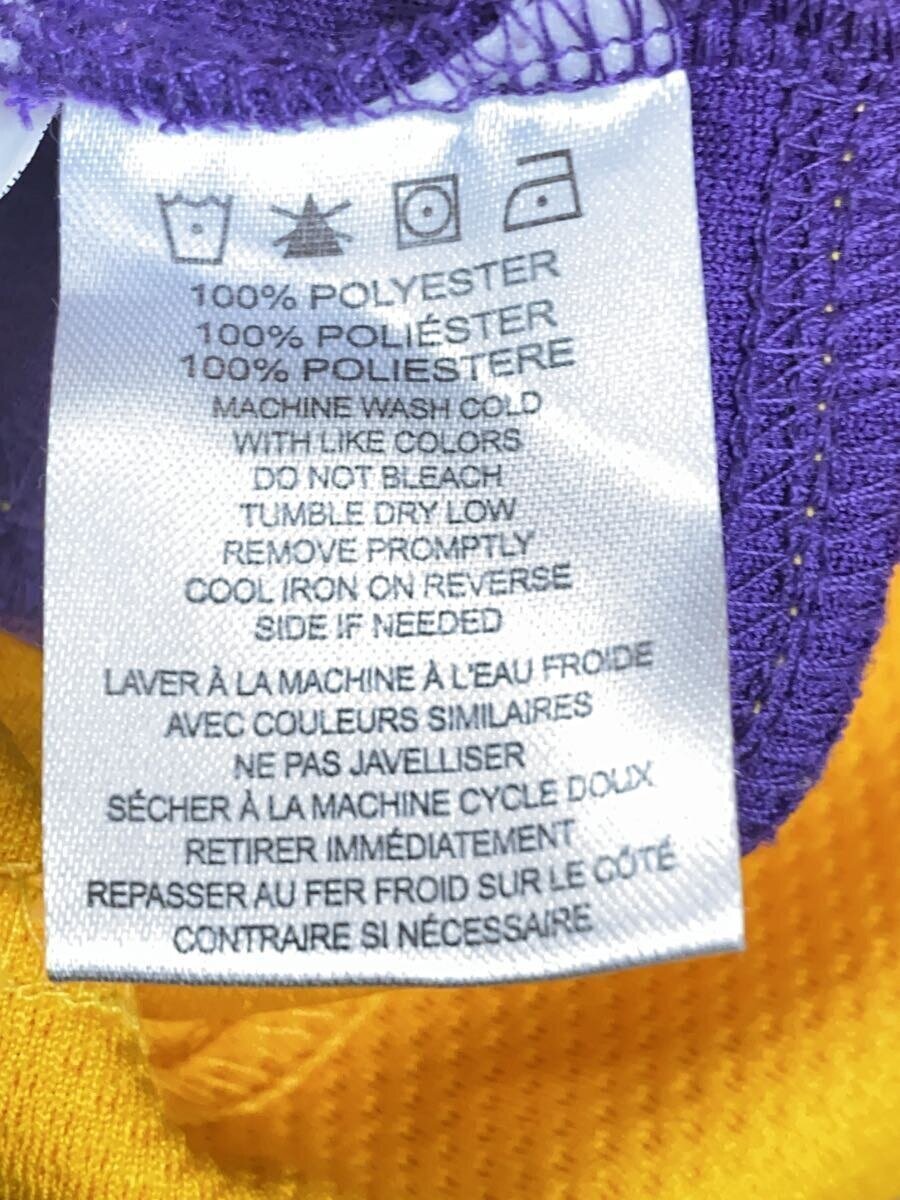 100% POLYESTER
100% POLIÉSTER
100% POLIESTERE
MACHINE WASH COLD
WITH LIKE COLORS
DO NOT BLEACH
TUMBLE DRY LOW
REMOVE PROMPTLY
COOL IRON ON REVERSE
SIDE IF NEEDED
LAVER À LA MACHINE À L'EAU FROIDE
AVEC COULEURS SIMILAIRES
NE PAS JAVELLISER
SÉCHER À LA MACHINE CYCLE DOUX
RETIRER IMMÉDIATEMENT
REPASSER AU FER FROID SUR LE CÔTÉ
CONTRAIRE SI NÉCESSAIRE